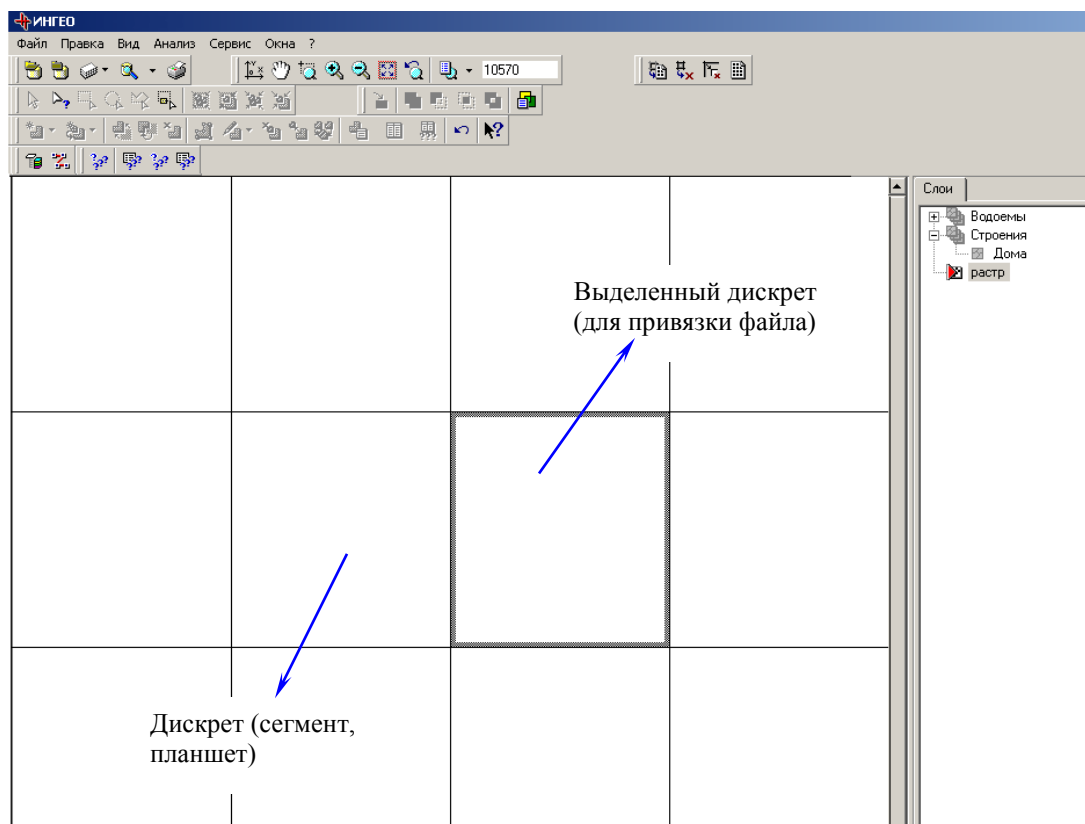 ИНГЕО
Файл Правка Вид Анализ Сервис Окна ?
10570
Слои
Водоемы
Строения
Дома
растр
Выделенный дискрет
(для привязки файла)
Дискрет (сегмент,
планшет)